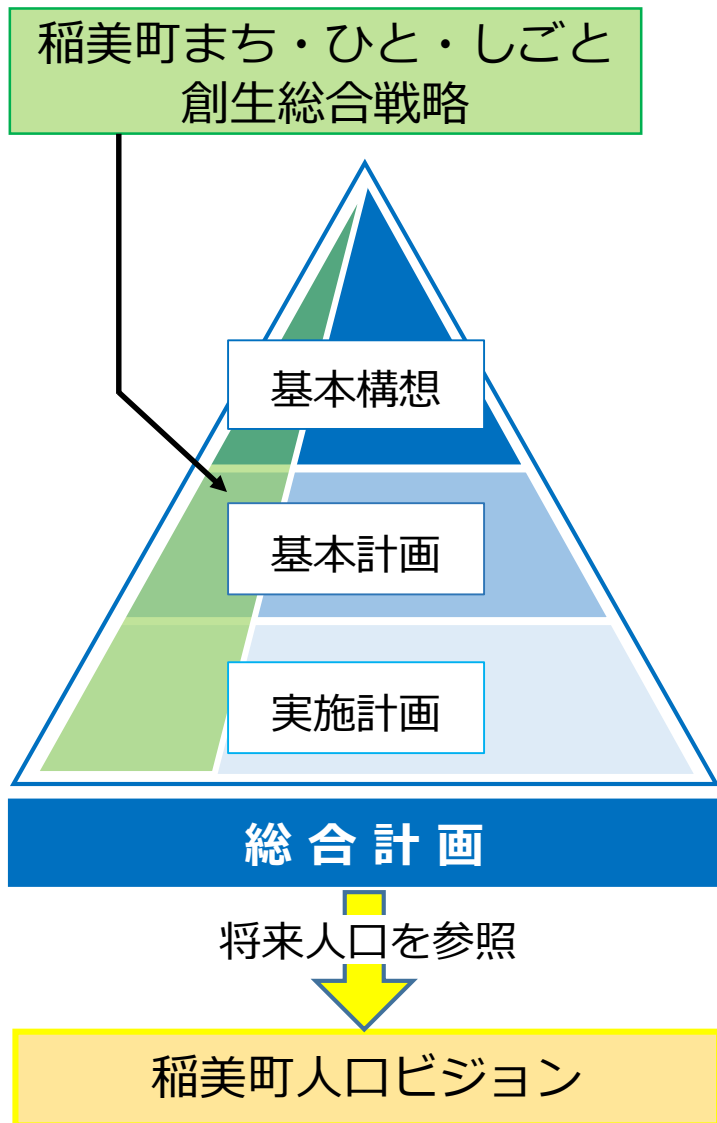 稲美町まち・ひと・しごと
創生総合戦略
基本構想
基本計画
実施計画
総合計画
将来人口を参照
稲美町人口ビジョン